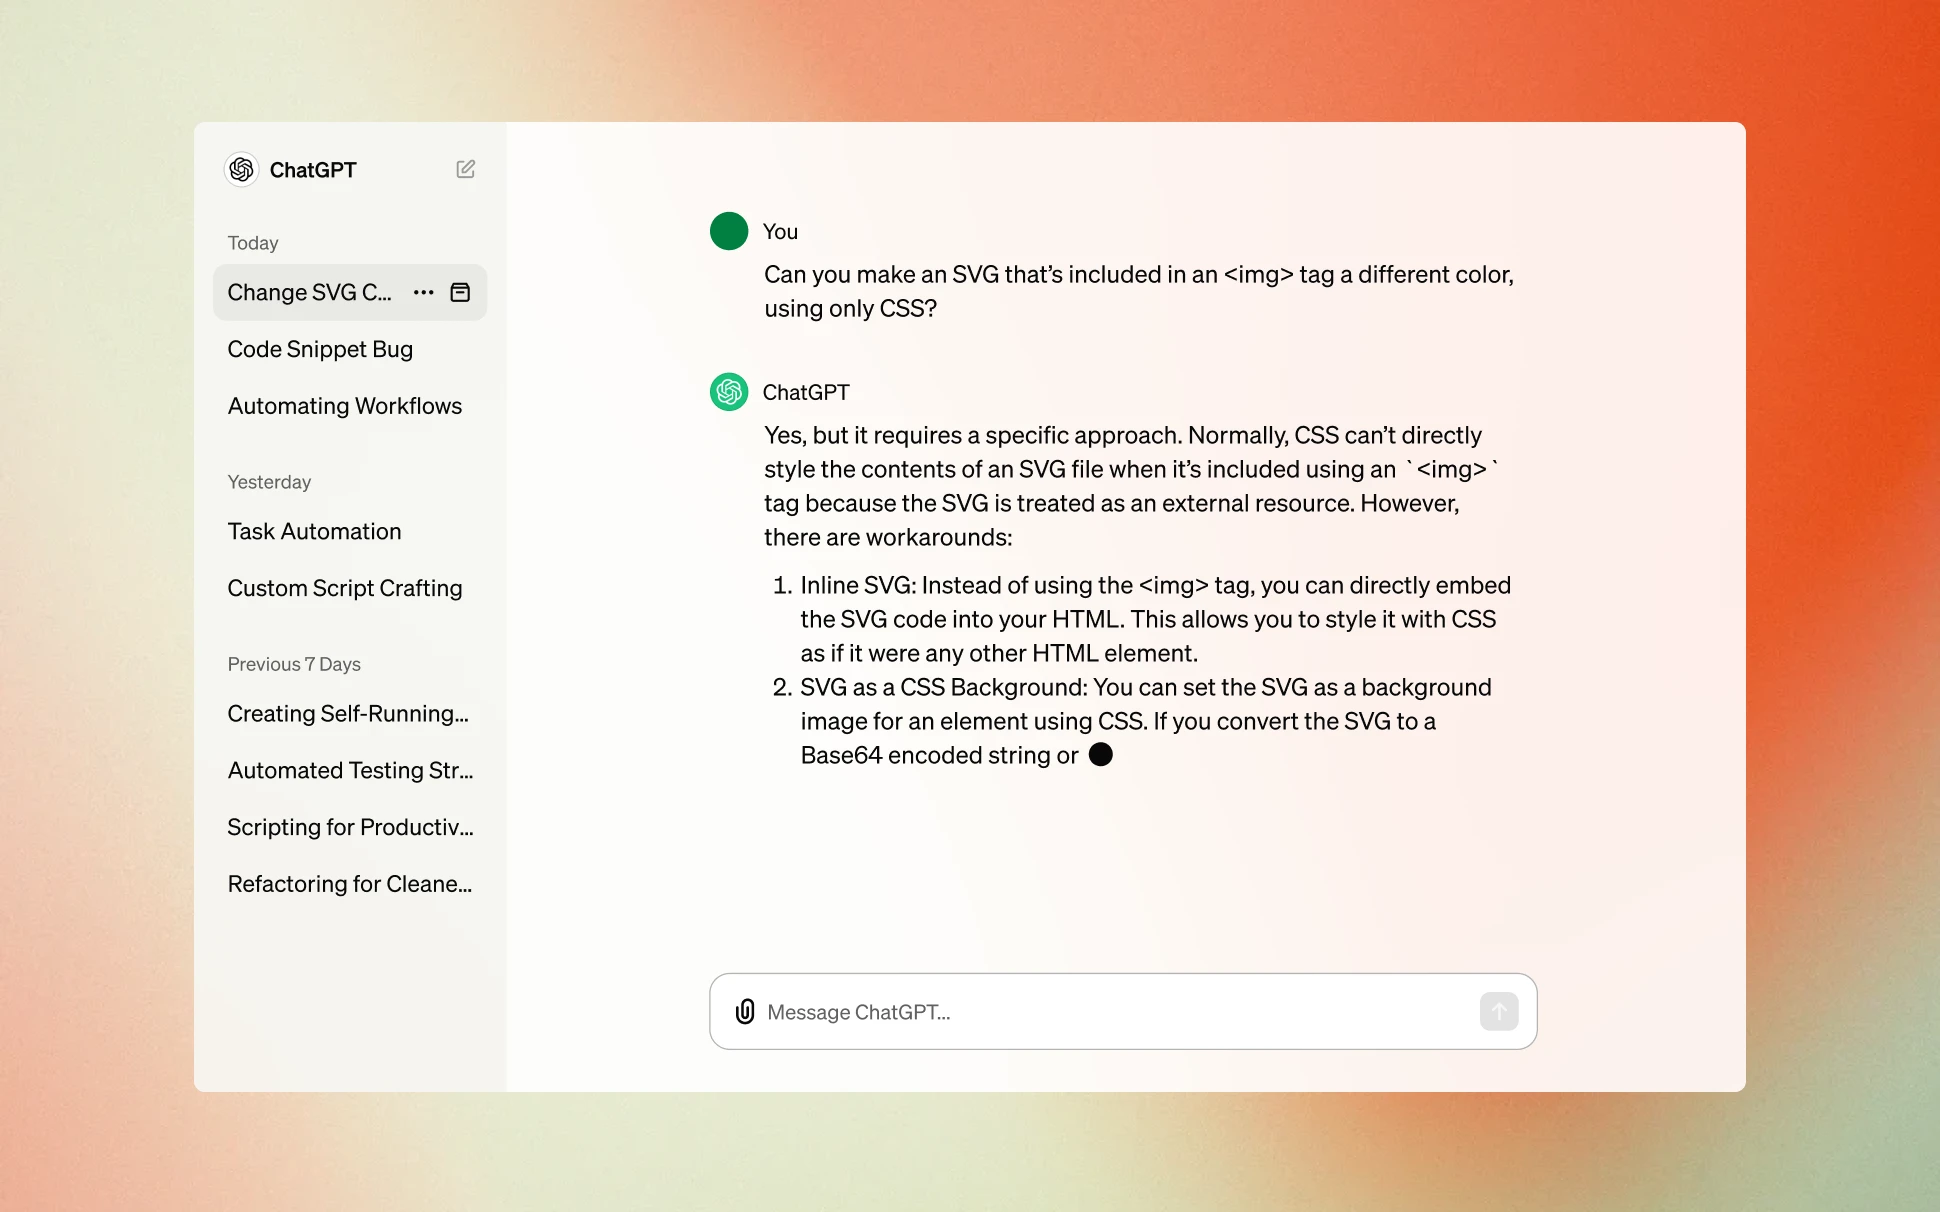 ChatGPT
Today
Change SVG C...
Code Snippet Bug
Automating Workflows
Yesterday
Task Automation
Custom Script Crafting
Previous 7 Days
Creating Self-Running...
Automated Testing Str...
Scripting for Productiv...
Refactoring for Cleane...
You
Can you make an SVG that’s included in an <img> tag a different color,
using only CSS?
ChatGPT
Yes, but it requires a specific approach. Normally, CSS can’t directly
style the contents of an SVG file when it’s included using an `<img>`
tag because the SVG is treated as an external resource. However,
there are workarounds:
1. Inline SVG: Instead of using the <img> tag, you can directly embed
the SVG code into your HTML. This allows you to style it with CSS
as if it were any other HTML element.
2. SVG as a CSS Background: You can set the SVG as a background
image for an element using CSS. If you convert the SVG to a
Base64 encoded string or
Message ChatGPT...